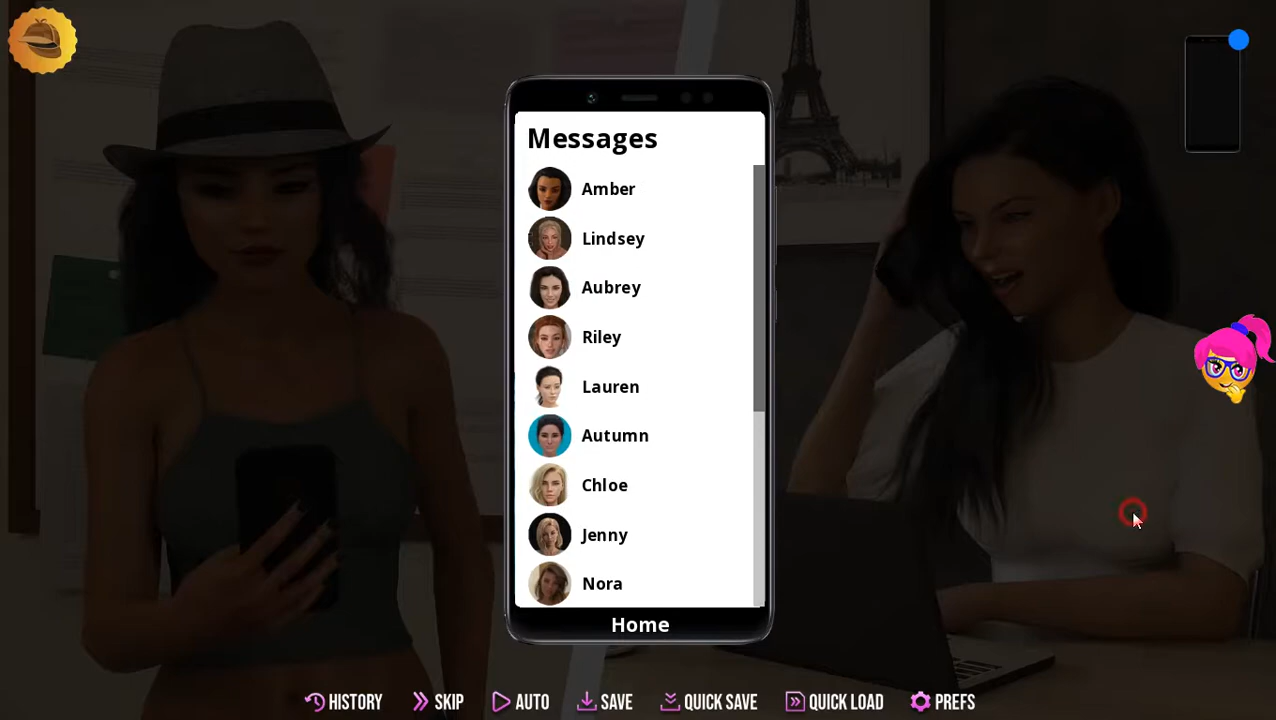 Messages
Amber
Lindsey
Aubrey
Riley
Lauren
Autumn
Chloe
Jenny
Nora
Home
HISTORY SKIP AUTO SAVE QUICK SAVE QUICK LOAD PREFS